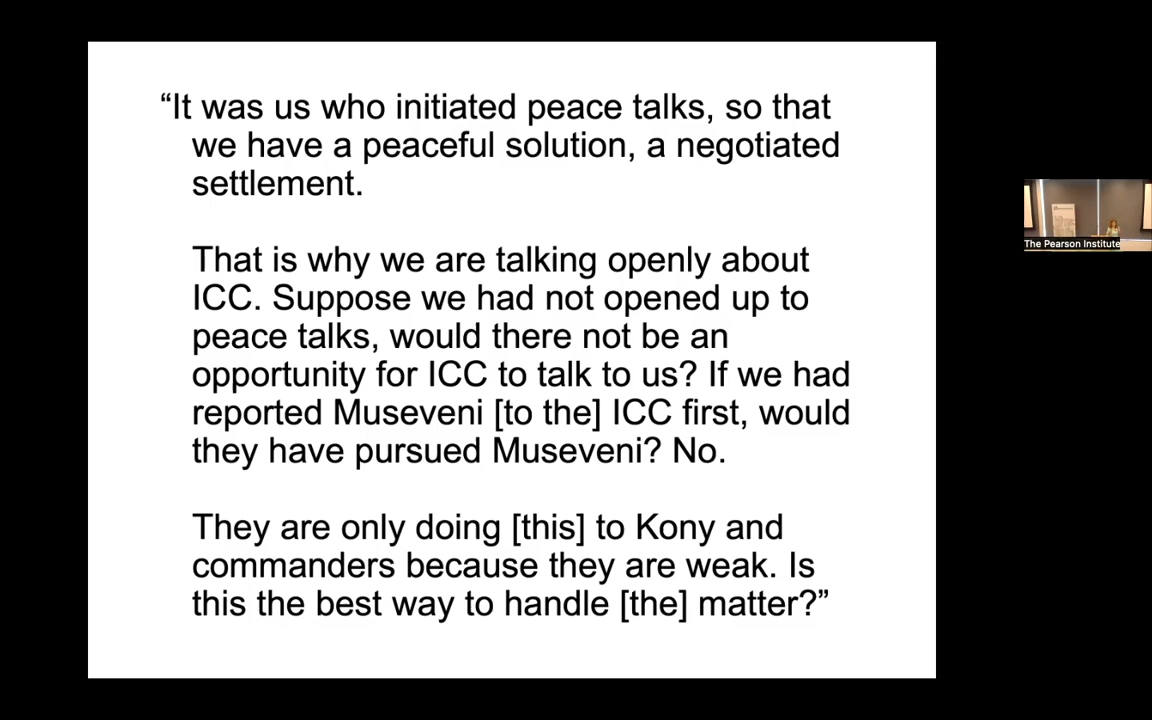 “It was us who initiated peace talks, so that
we have a peaceful solution, a negotiated
settlement.
That is why we are talking openly about
ICC. Suppose we had not opened up to
peace talks, would there not be an
opportunity for ICC to talk to us? If we had
reported Museveni [to the] ICC first, would
they have pursued Museveni? No.
They are only doing [this] to Kony and
commanders because they are weak. Is
this the best way to handle [the] matter?”
The Pearson Institute